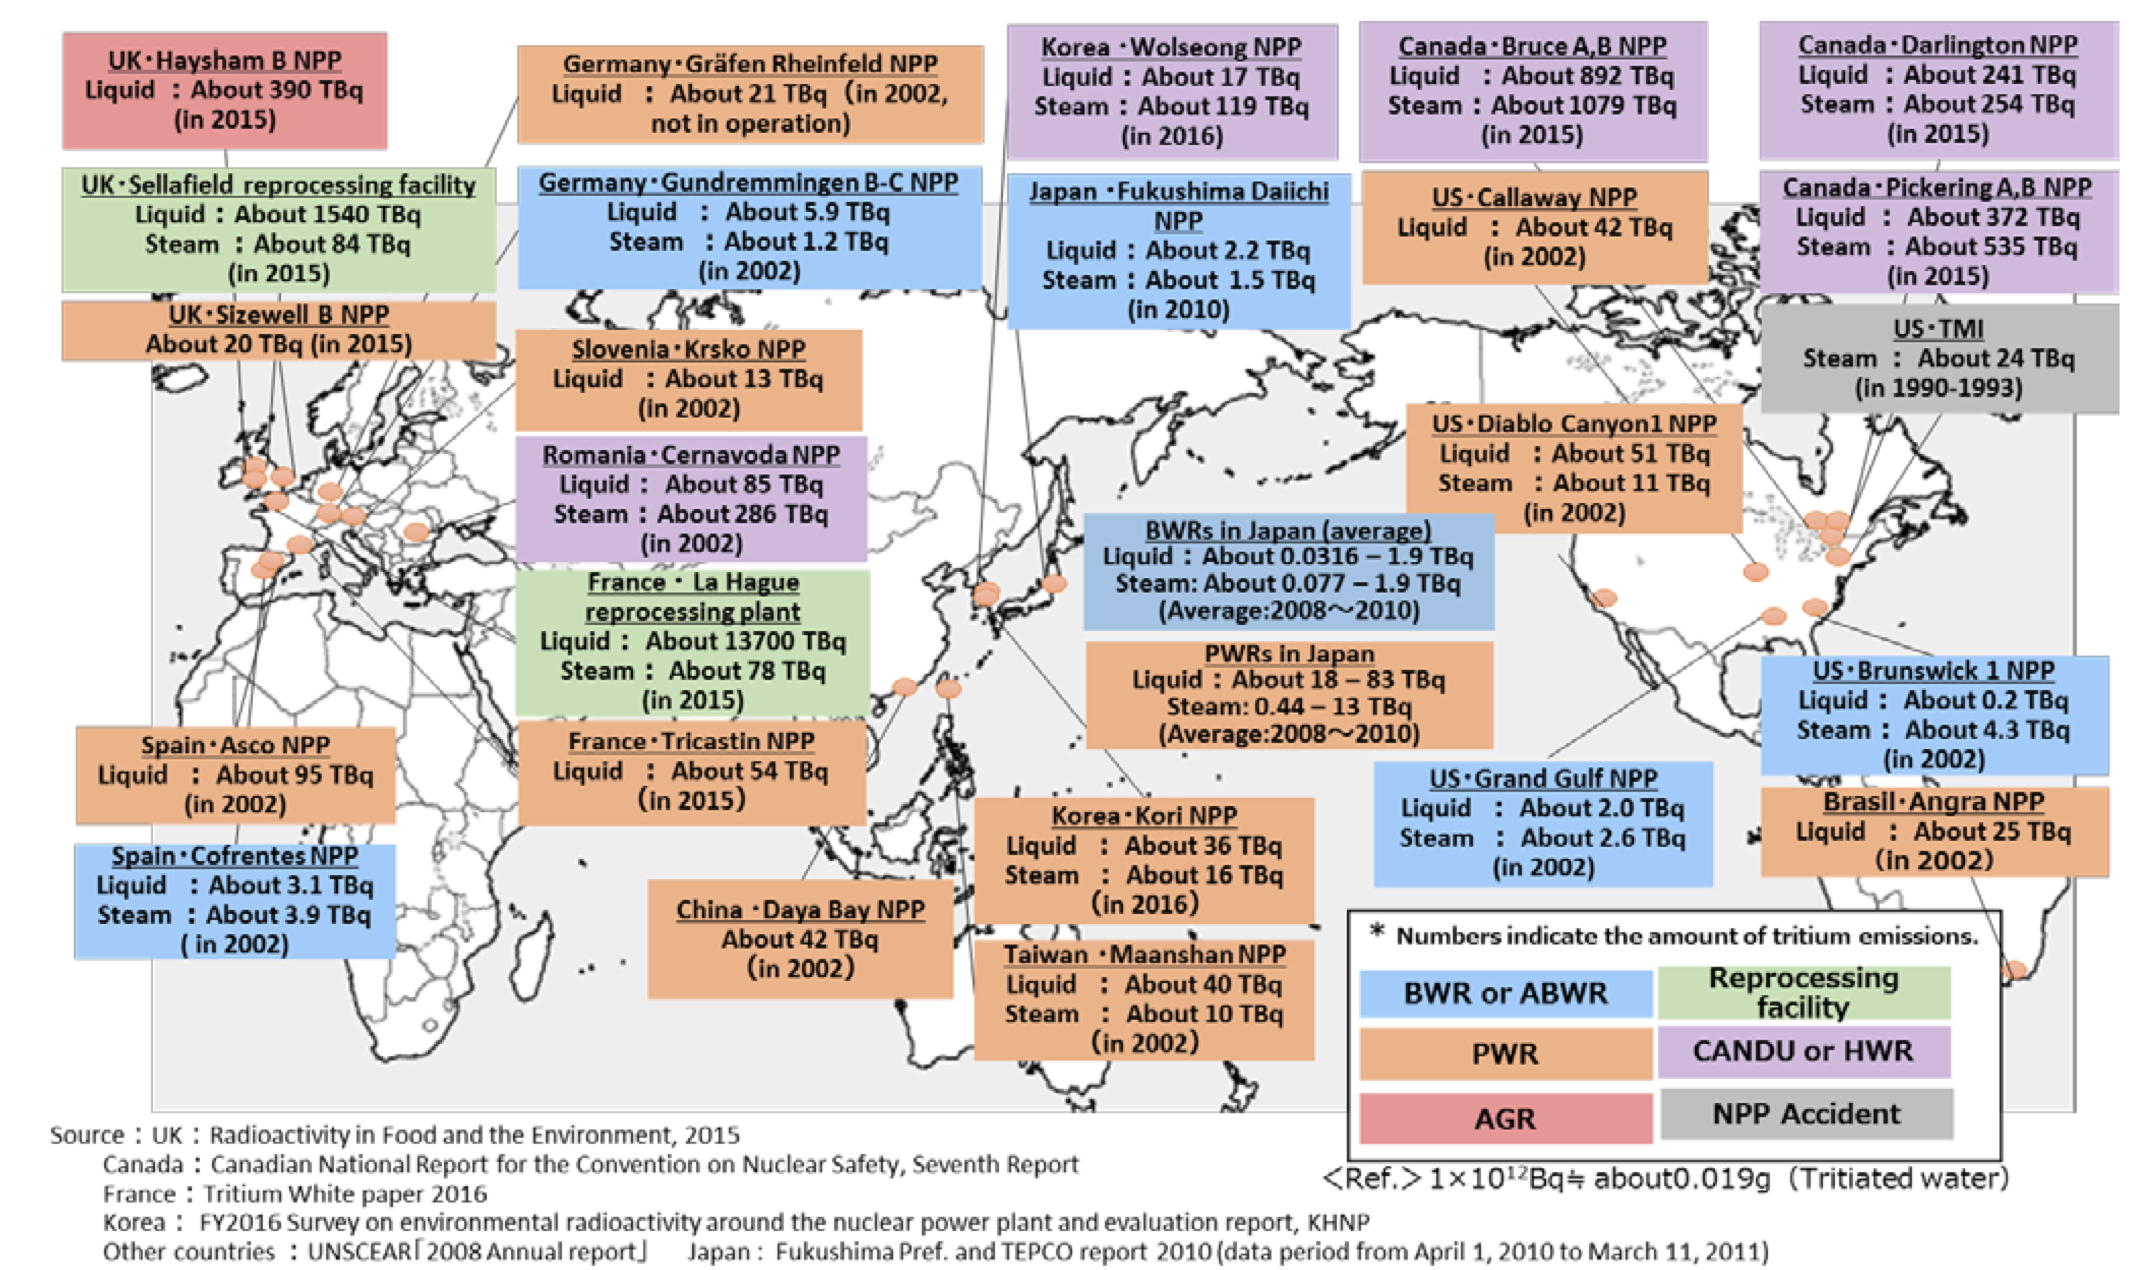 UK・Haysham B NPP
Liquid : About 390 TBq
(in 2015)
UK・Sellafield reprocessing facility
Liquid : About 1540 TBq
Steam : About 84 TBq
(in 2015)
UK・Sizewell B NPP
About 20 TBq (in 2015)
Germany・Gräfen Rheinfeld NPP
Liquid : About 21 TBq (in 2002,
not in operation)
Germany・Gundremmingen B-C NPP
Liquid : About 5.9 TBq
Steam : About 1.2 TBq
(in 2002)
Slovenia・Krsko NPP
Liquid : About 13 TBq
(in 2002)
Romania・Cernavoda NPP
Liquid : About 85 TBq
Steam : About 286 TBq
(in 2002)
France・La Hague
reprocessing plant
Liquid : About 13700 TBq
Steam : About 78 TBq
(in 2015)
France・Tricastin NPP
Liquid : About 54 TBq
(in 2015)
Spain・Asco NPP
Liquid : About 95 TBq
(in 2002)
Spain・Cofrentes NPP
Liquid : About 3.1 TBq
Steam : About 3.9 TBq
( in 2002)
China・Daya Bay NPP
About 42 TBq
(in 2002)
Korea・Wolseong NPP
Liquid : About 17 TBq
Steam : About 119 TBq
(in 2016)
Japan・Fukushima Daiichi
NPP
Liquid : About 2.2 TBq
Steam : About 1.5 TBq
(in 2010)
BWRs in Japan (average)
Liquid : About 0.0316 – 1.9 TBq
Steam: About 0.077 – 1.9 TBq
(Average:2008～2010)
PWRs in Japan
Liquid : About 18 – 83 TBq
Steam: 0.44 – 13 TBq
(Average:2008～2010)
Korea・Kori NPP
Liquid : About 36 TBq
Steam : About 16 TBq
(in 2016)
Taiwan・Maanshan NPP
Liquid : About 40 TBq
Steam : About 10 TBq
(in 2002)
Canada・Bruce A,B NPP
Liquid : About 892 TBq
Steam : About 1079 TBq
(in 2015)
US・Callaway NPP
Liquid : About 42 TBq
(in 2002)
US・Diablo Canyon1 NPP
Liquid : About 51 TBq
Steam : About 11 TBq
(in 2002)
US・Grand Gulf NPP
Liquid : About 2.0 TBq
Steam : About 2.6 TBq
(in 2002)
Canada・Darlington NPP
Liquid : About 241 TBq
Steam : About 254 TBq
(in 2015)
Canada・Pickering A,B NPP
Liquid : About 372 TBq
Steam : About 535 TBq
(in 2015)
US・TMI
Steam : About 24 TBq
(in 1990-1993)
US・Brunswick 1 NPP
Liquid : About 0.2 TBq
Steam : About 4.3 TBq
(in 2002)
Brasil・Angra NPP
Liquid : About 25 TBq
(in 2002)
* Numbers indicate the amount of tritium emissions.
BWR or ABWR
Reprocessing
facility
PWR
CANDU or HWR
AGR
NPP Accident
<Ref.> 1×10¹²Bq≒ about0.019g (Tritiated water)
Source : UK : Radioactivity in Food and the Environment, 2015
Canada : Canadian National Report for the Convention on Nuclear Safety, Seventh Report
France : Tritium White paper 2016
Korea : FY2016 Survey on environmental radioactivity around the nuclear power plant and evaluation report, KHNP
Other countries : UNSCEAR「2008 Annual report」 Japan : Fukushima Pref. and TEPCO report 2010 (data period from April 1, 2010 to March 11, 2011)